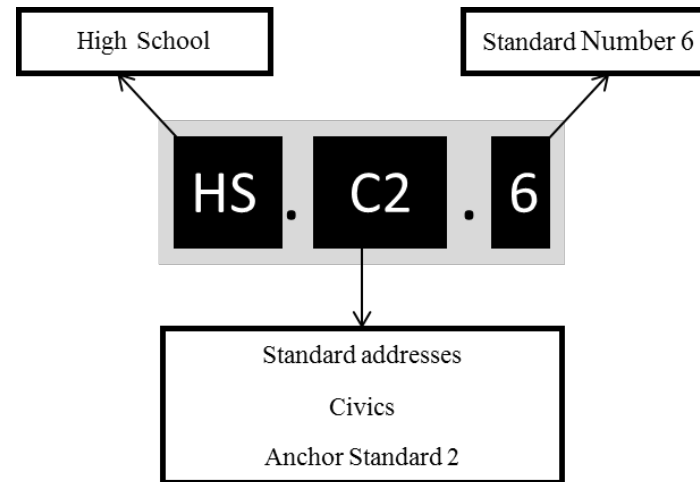 High School
Standard Number 6
HS . C2 . 6
Standard addresses
Civics
Anchor Standard 2